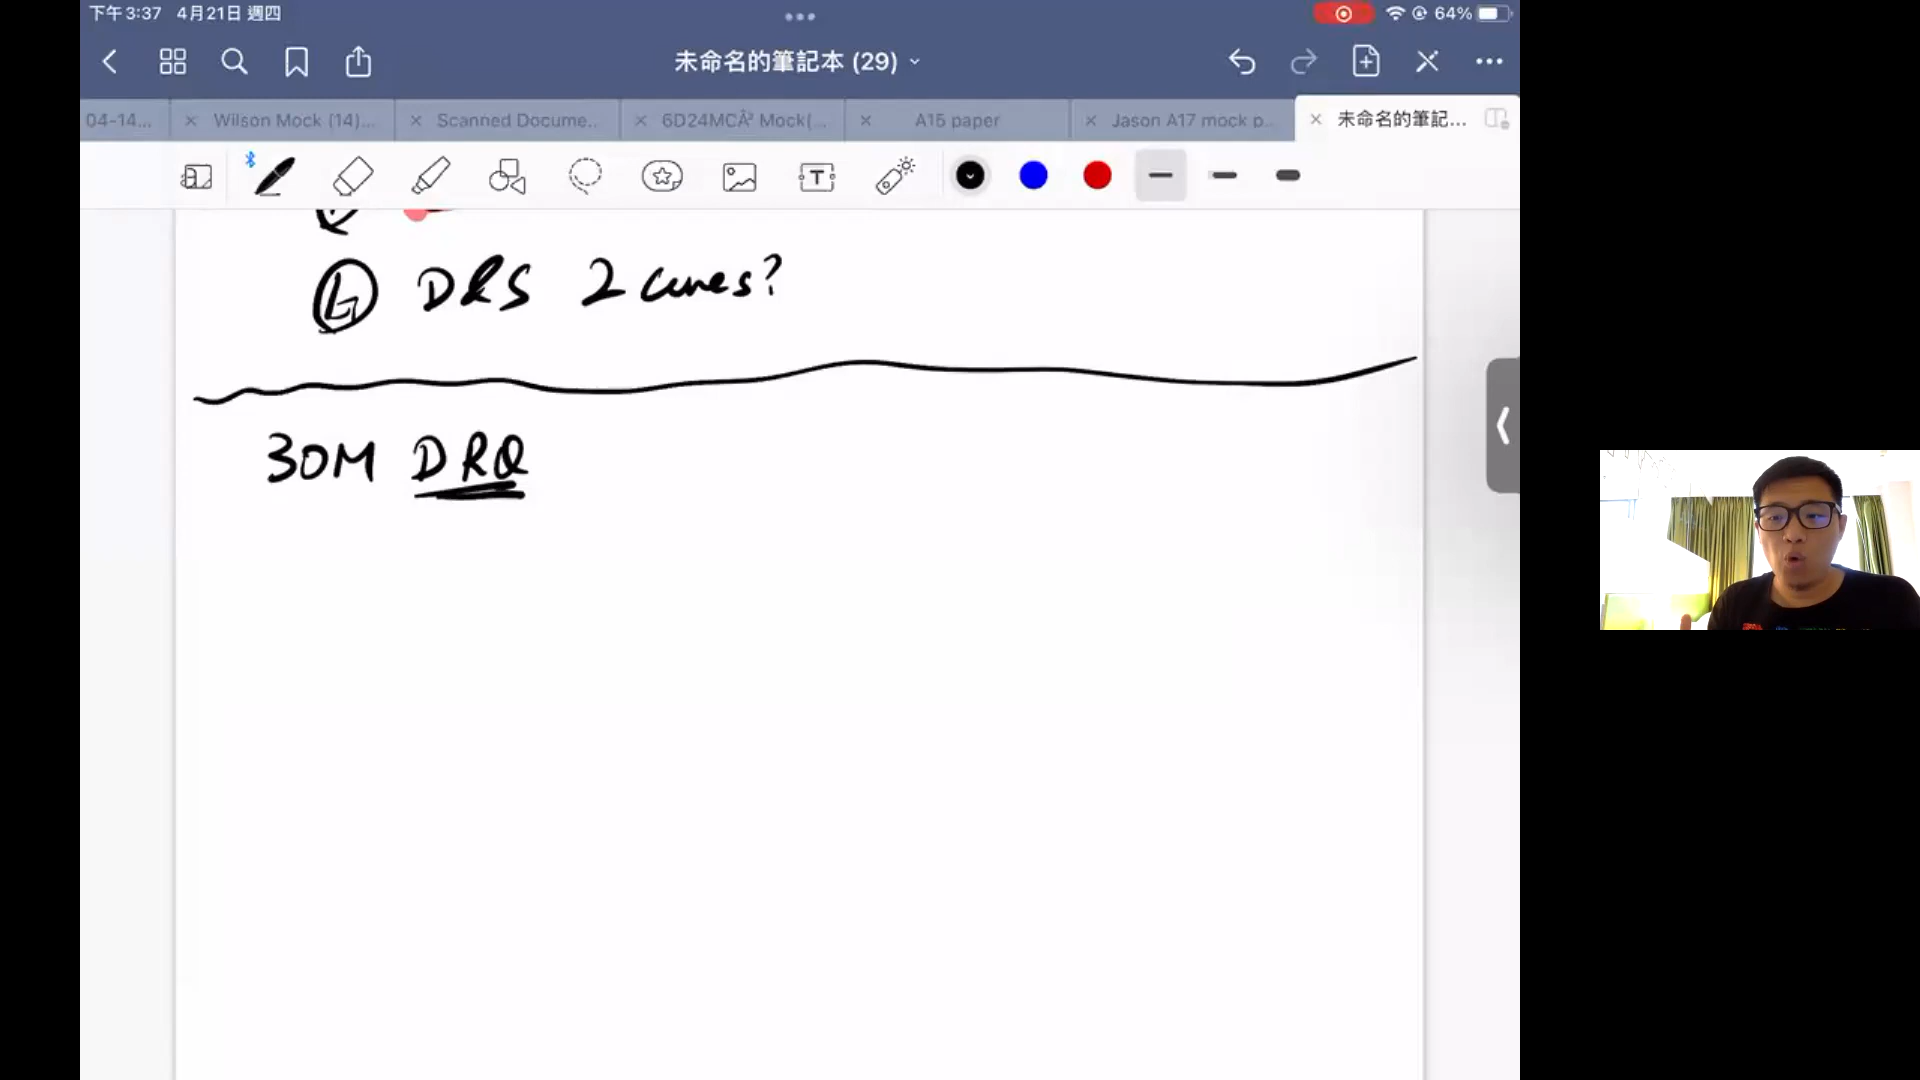 下午3:37 4月21日 週四
64%
未命名的筆記本 (29)
04-14...
Wilson Mock (14)...
Scanned Docume...
6D24MCÂ² Mock(...
A15 paper
Jason A17 mock p...
未命名的筆記...
DRS 2 cures?
30M DRQ